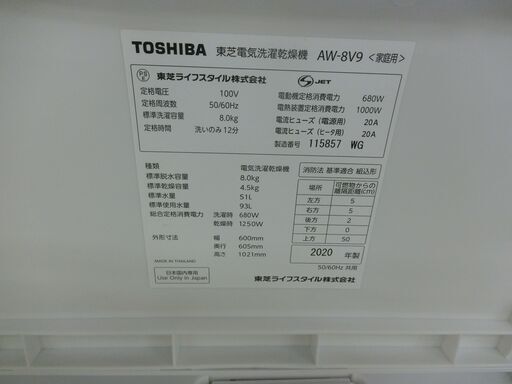 TOSHIBA 東芝電気洗濯乾燥機 AW-8V9 <家庭用>
PS E 東芝ライフスタイル株式会社
S-JET
定格電圧 100V
定格周波数 50/60Hz
標準洗濯容量 8.0kg
定格時間 洗いのみ 12分
電動機定格消費電力 680W
電熱装置定格消費電力 1000W
電流ヒューズ (電源用) 20A
電流ヒューズ (ヒータ用) 20A
製造番号 115857 WG
種類 電気洗濯乾燥機
標準脱水容量 8.0kg
標準乾燥容量 4.5kg
標準水量 51L
標準使用水量 93L
総合定格消費電力 洗濯時 680W
乾燥時 1250W
外形寸法 幅 600mm
奥行 605mm
高さ 1021mm
MADE IN THAILAND
日本国内専用
Use Only in Japan
消防法 基準適合 組込形
場所 可燃物からの離隔距離(cm)
左方 5
右方 5
後方 2
下方 0
上方 50
2020 年製
50/60Hz 共用
東芝ライフスタイル株式会社